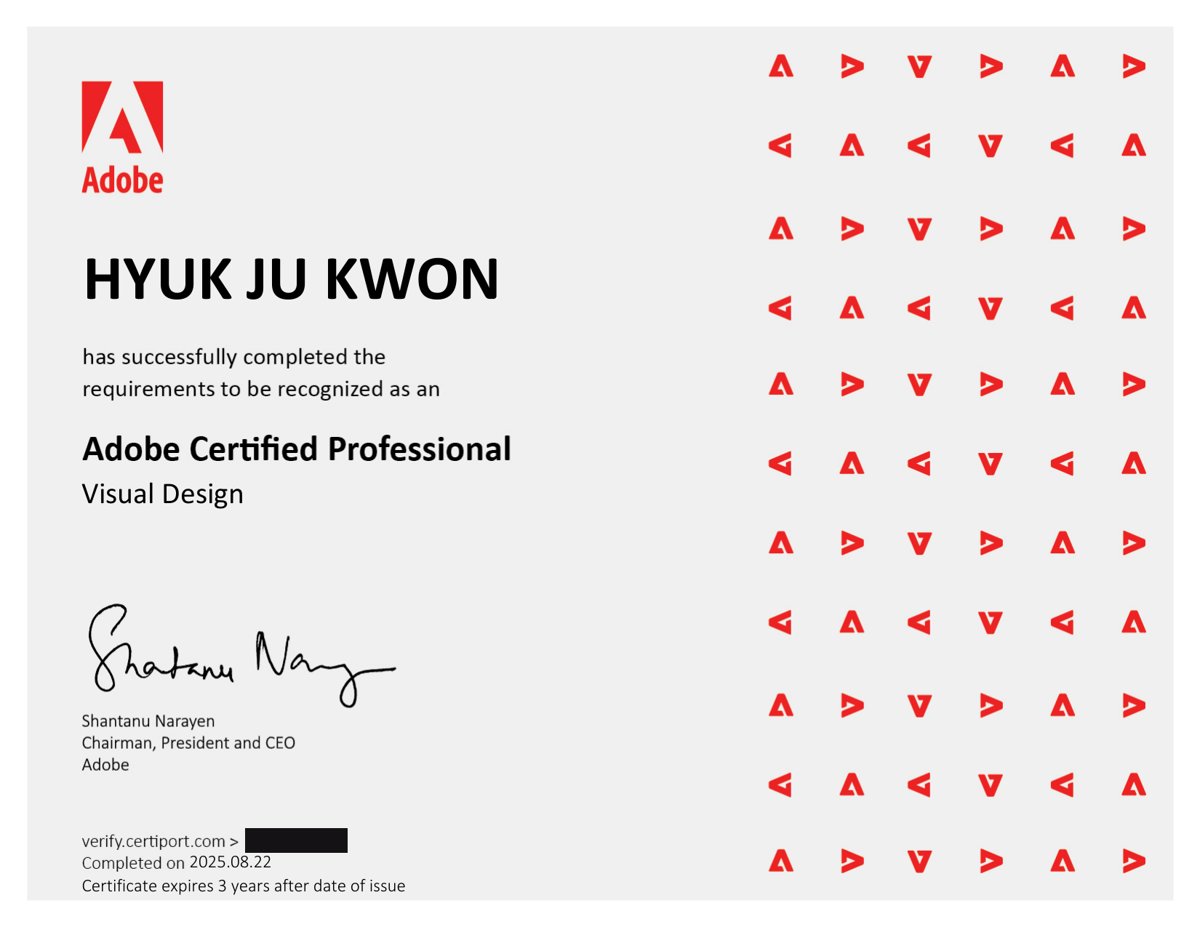 Adobe
HYUK JU KWON
has successfully completed the
requirements to be recognized as an
Adobe Certified Professional
Visual Design
Shantanu Narayen
Shantanu Narayen
Chairman, President and CEO
Adobe
verify.certiport.com >
Completed on 2025.08.22
Certificate expires 3 years after date of issue